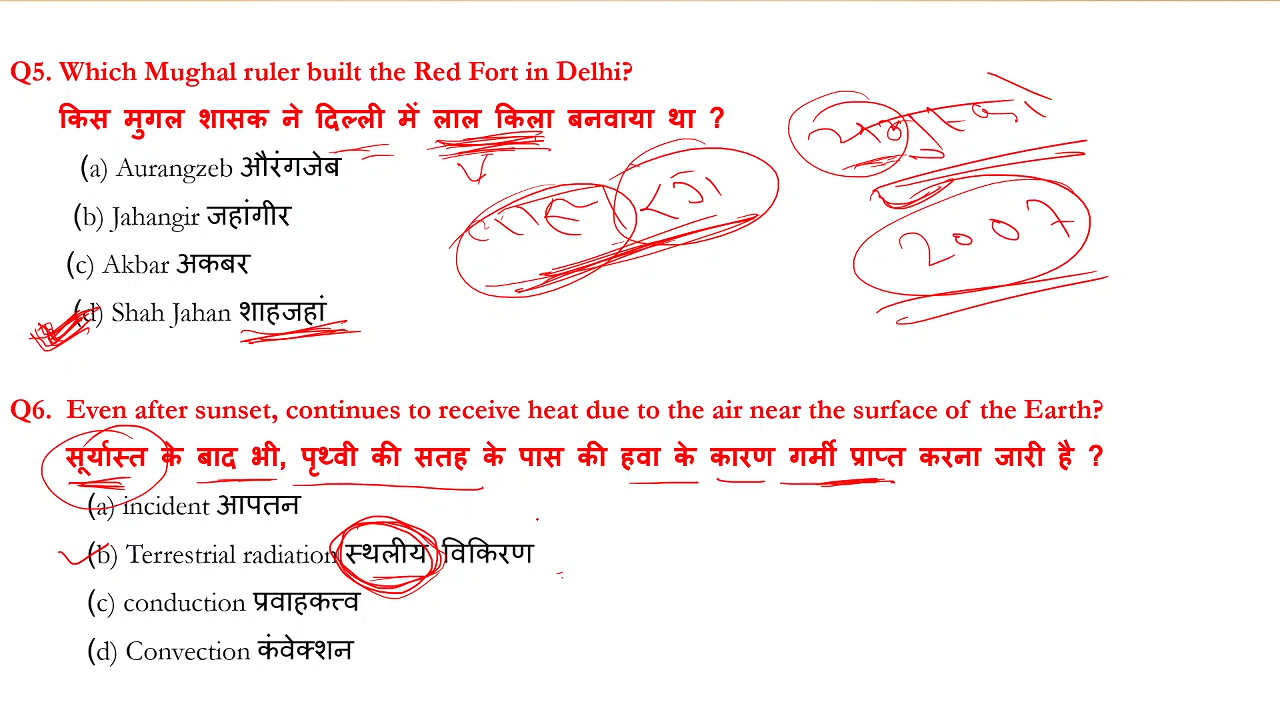 Q5. Which Mughal ruler built the Red Fort in Delhi?
किस मुगल शासक ने दिल्ली में लाल किला बनवाया था ?
(a) Aurangzeb औरंगजेब
(b) Jahangir जहांगीर
(c) Akbar अकबर
(d) Shah Jahan शाहजहां
2007
Q6. Even after sunset, continues to receive heat due to the air near the surface of the Earth?
सूर्यास्त के बाद भी, पृथ्वी की सतह के पास की हवा के कारण गर्मी प्राप्त करना जारी है ?
(a) incident आपतन
(b) Terrestrial radiation स्थलीय विकिरण
(c) conduction प्रवाहकत्त्व
(d) Convection कंवेक्शन